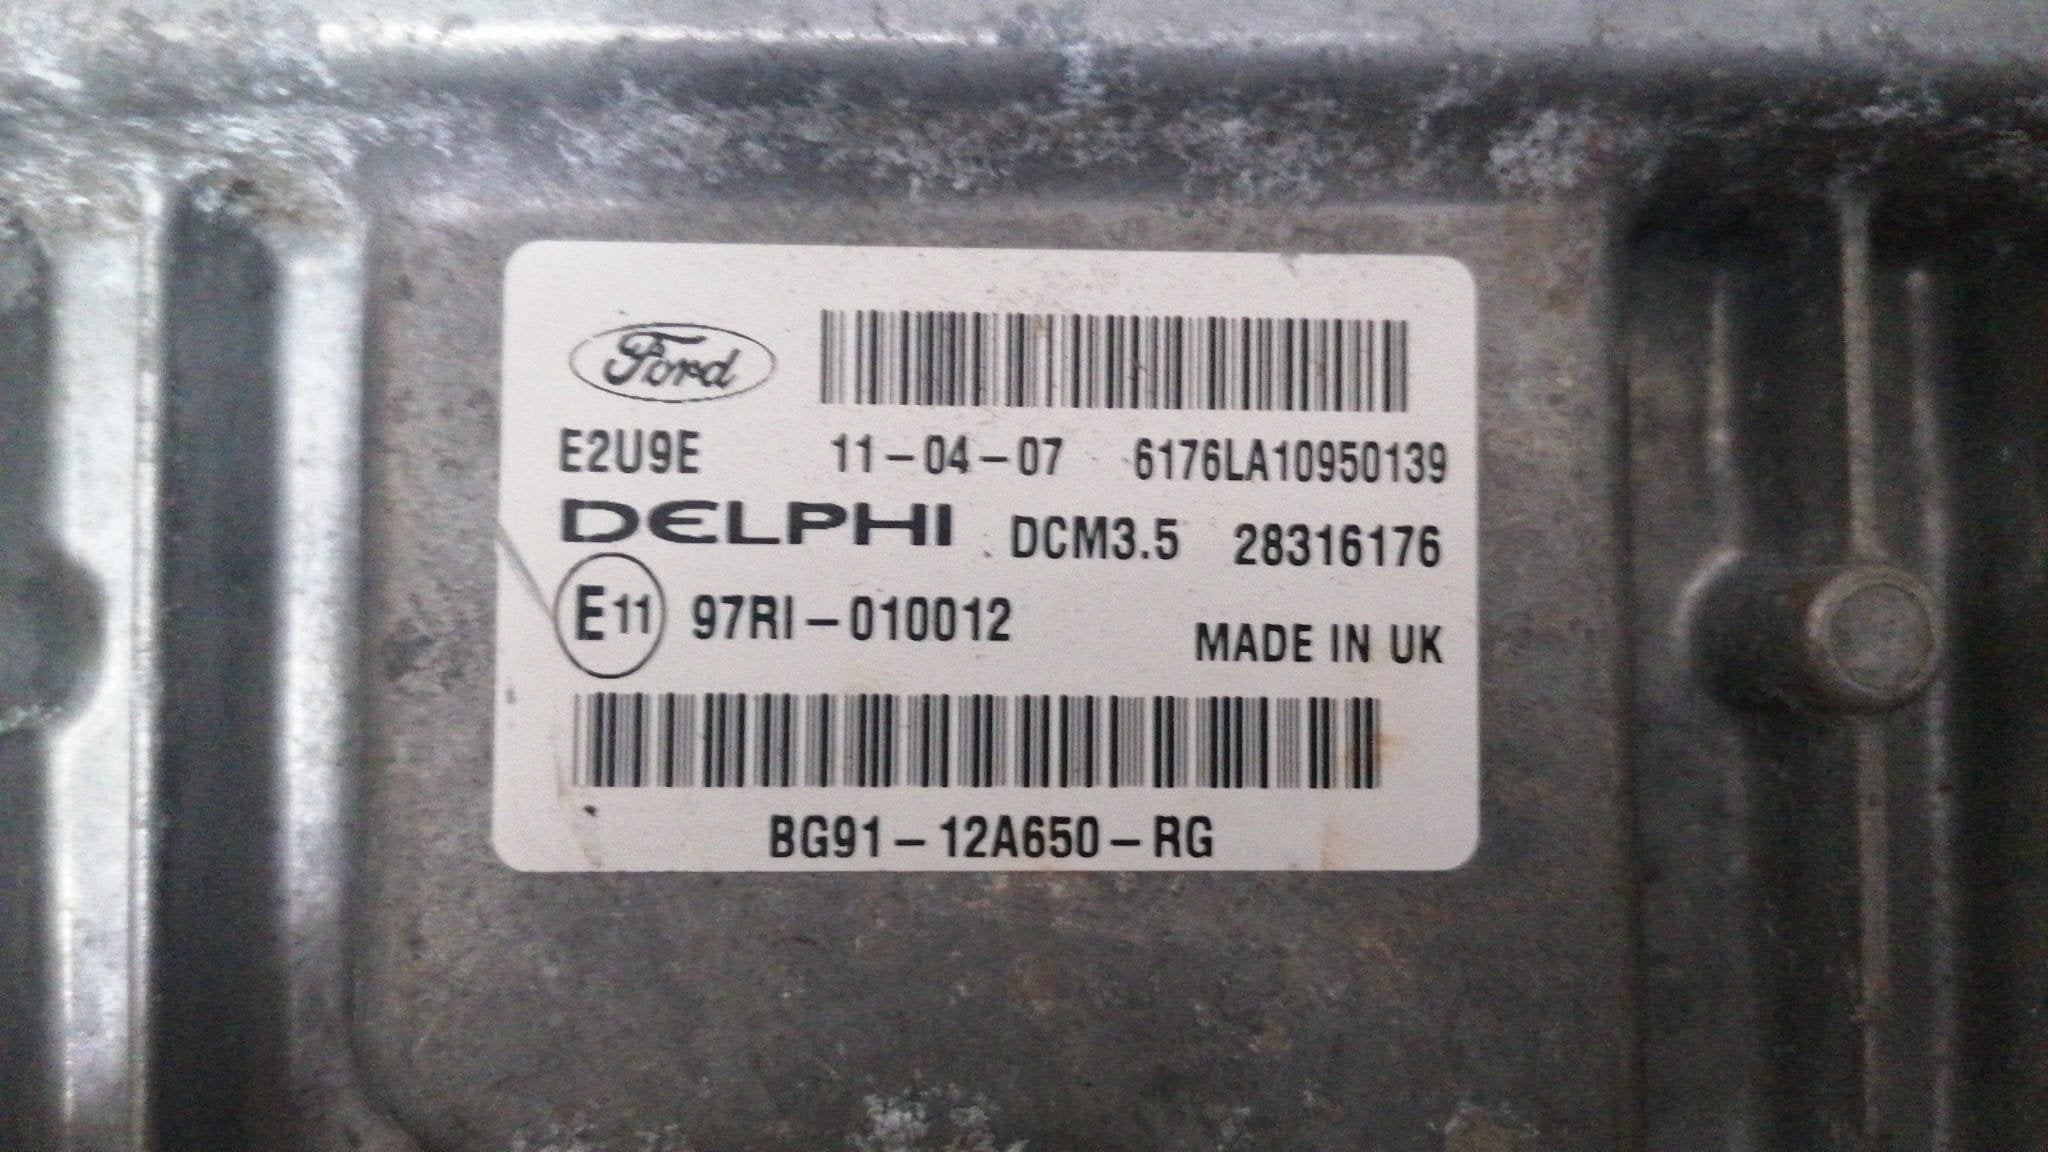 Ford
E2U9E 11-04-07 6176LA10950139
DELPHI DCM3.5 28316176
E11 97RI-010012 MADE IN UK
BG91-12A650-RG